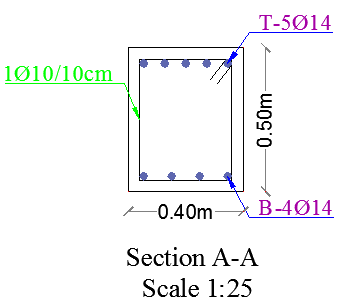 T-5Ø14
1Ø10/10cm
0.50m
0.40m
B-4Ø14
Section A-A
Scale 1:25